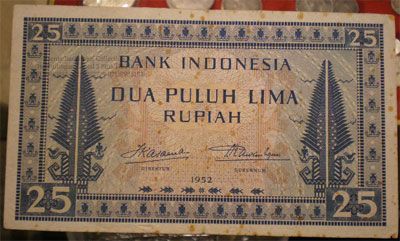 25 25
BANK INDONESIA
DUA PULUH LIMA
RUPIAH
DIREKTUR GUBERNUR
1952
25 25